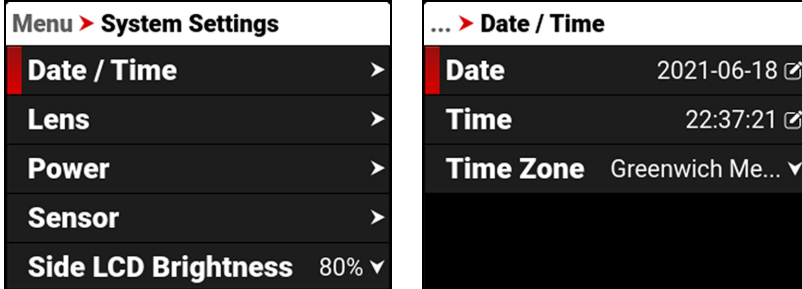 Menu > System Settings
Date / Time
Lens
Power
Sensor
Side LCD Brightness 80%
... > Date / Time
Date 2021-06-18
Time 22:37:21
Time Zone Greenwich Me...